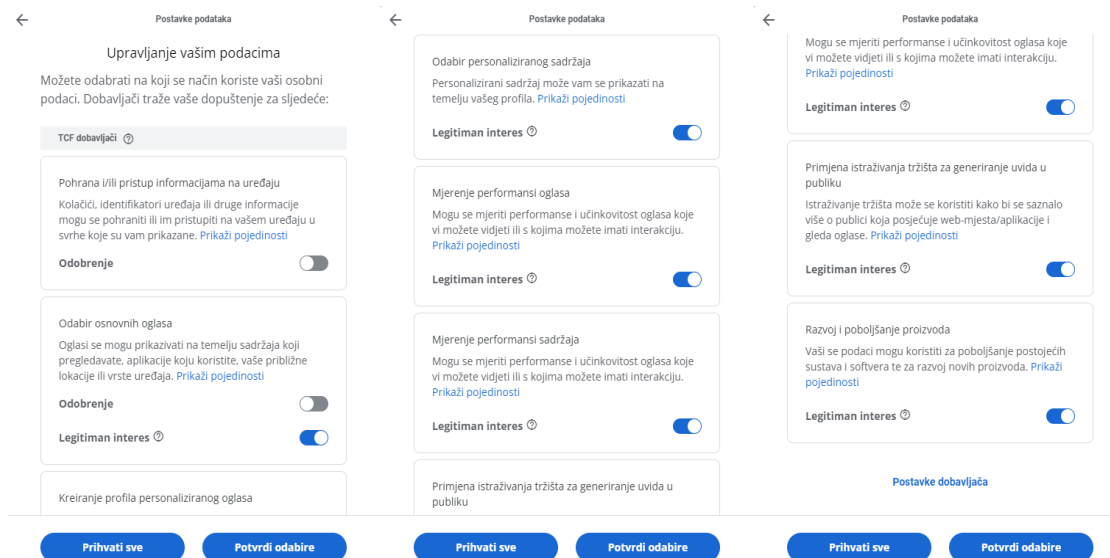 Postavke podataka
Upravljanje vašim podacima
Možete odabrati na koji se način koriste vaši osobni
podaci. Dobavljači traže vaše dopuštenje za sljedeće:
TCF dobavljači
Pohrana i/ili pristup informacijama na uređaju
Kolačići, identifikatori uređaja ili druge informacije
mogu se pohraniti ili im pristupiti na vašem uređaju u
svrhe koje su vam prikazane. Prikaži pojedinosti
Odobrenje
Odabir osnovnih oglasa
Oglasi se mogu prikazivati na temelju sadržaja koji
pregledavate, aplikacije koju koristite, vaše približne
lokacije ili vrste uređaja. Prikaži pojedinosti
Odobrenje
Legitiman interes
Kreiranje profila personaliziranog oglasa
Prihvati sve
Potvrdi odabire
Postavke podataka
Odabir personaliziranog sadržaja
Personalizirani sadržaj može vam se prikazati na
temelju vašeg profila. Prikaži pojedinosti
Legitiman interes
Mjerenje performansi oglasa
Mogu se mjeriti performanse i učinkovitost oglasa koje
vi možete vidjeti ili s kojima možete imati interakciju.
Prikaži pojedinosti
Legitiman interes
Mjerenje performansi sadržaja
Mogu se mjeriti performanse i učinkovitost oglasa koje
vi možete vidjeti ili s kojima možete imati interakciju.
Prikaži pojedinosti
Legitiman interes
Primjena istraživanja tržišta za generiranje uvida u
publiku
Prihvati sve
Potvrdi odabire
Postavke podataka
Mogu se mjeriti performanse i učinkovitost oglasa koje
vi možete vidjeti ili s kojima možete imati interakciju.
Prikaži pojedinosti
Legitiman interes
Primjena istraživanja tržišta za generiranje uvida u
publiku
Istraživanje tržišta može se koristiti kako bi se saznalo
više o publici koja posjećuje web-mjesta/aplikacije i
gleda oglase. Prikaži pojedinosti
Legitiman interes
Razvoj i poboljšanje proizvoda
Vaši se podaci mogu koristiti za poboljšanje postojećih
sustava i softvera te za razvoj novih proizvoda. Prikaži
pojedinosti
Legitiman interes
Postavke dobavljača
Prihvati sve
Potvrdi odabire